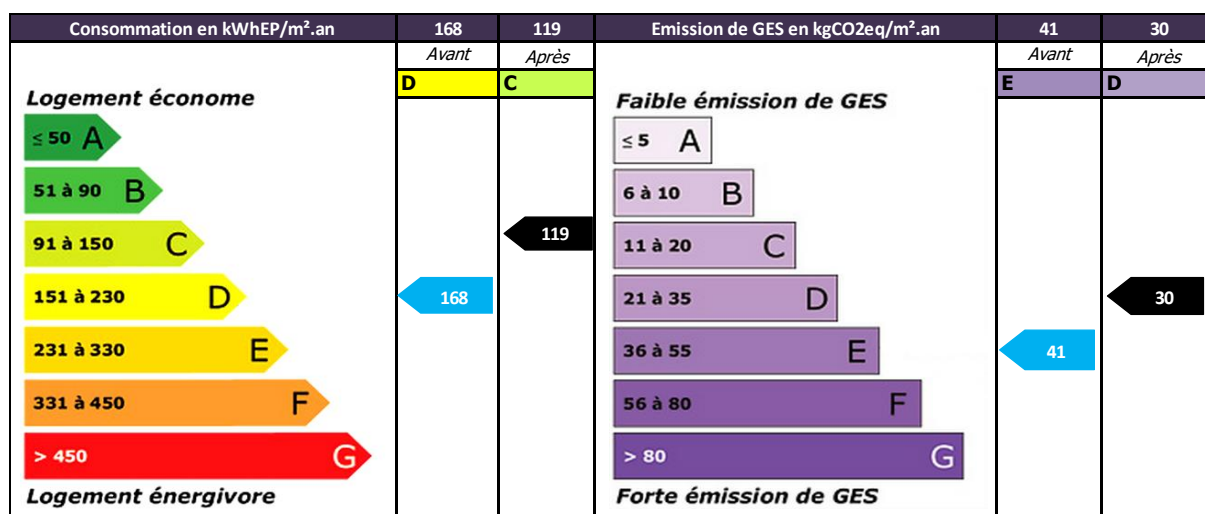 Consommation en kWhEP/m².an 168 119 Emission de GES en kgCO2eq/m².an 41 30
Avant Après Avant Après
D C E D
Logement économe
≤ 50 A
51 à 90 B
91 à 150 C
119
151 à 230 D
168
231 à 330 E
331 à 450 F
> 450 G
Logement énergivore
Faible émission de GES
≤ 5 A
6 à 10 B
11 à 20 C
21 à 35 D
30
36 à 55 E
41
56 à 80 F
> 80 G
Forte émission de GES